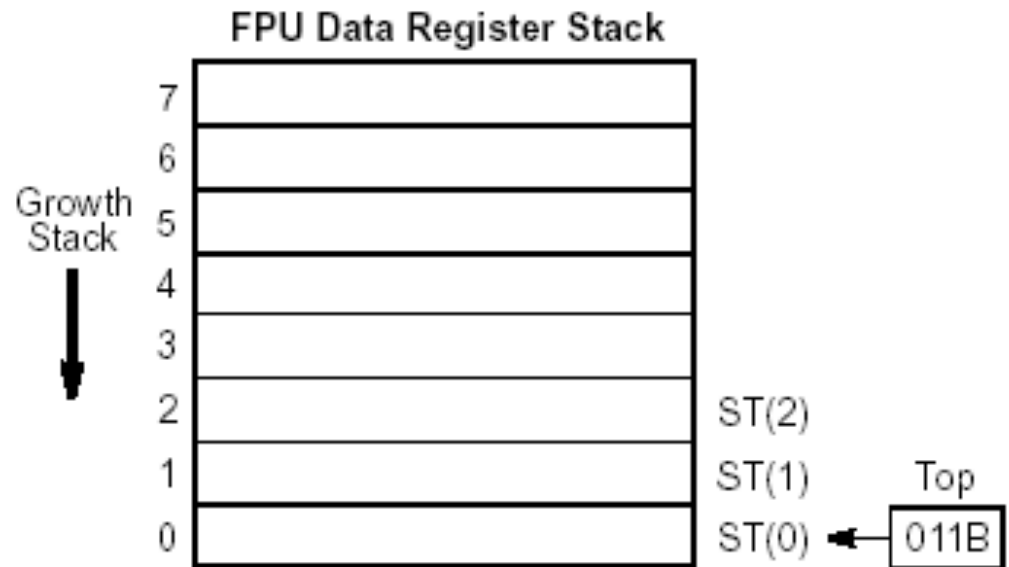 FPU Data Register Stack
7
6
Growth
Stack
5
4
3
2 ST(2)
1 ST(1) Top
0 ST(0) 011B